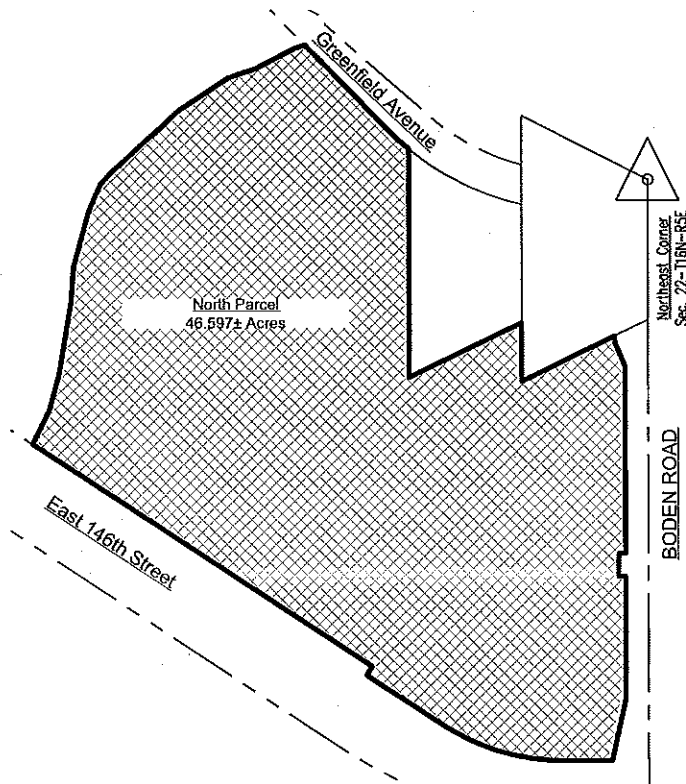 Greenfield Avenue
North Parcel
46.597± Acres
Northeast Corner
Sec. 22-T16N-R5E
East 146th Street
BODEN ROAD